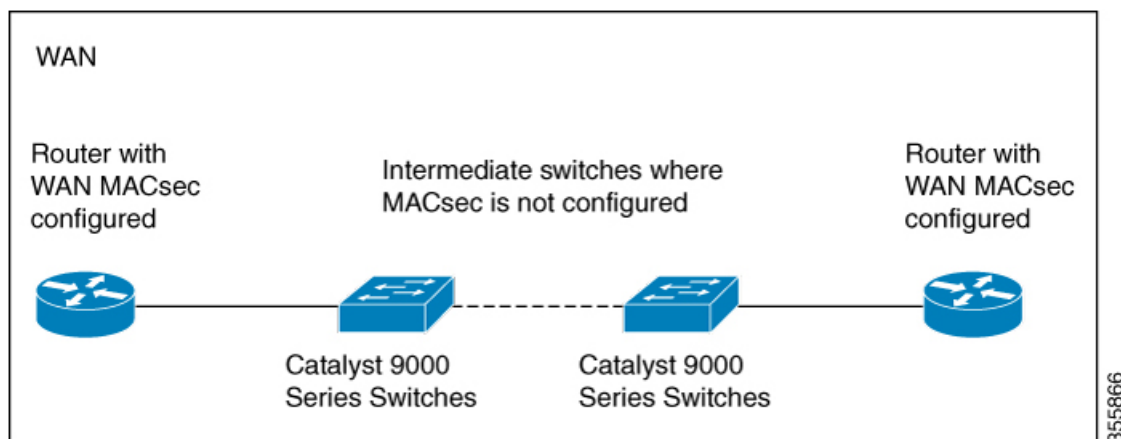 WAN
Router with
WAN MACsec
configured
Intermediate switches where
MACsec is not configured
Router with
WAN MACsec
configured
Catalyst 9000
Series Switches
Catalyst 9000
Series Switches
355866